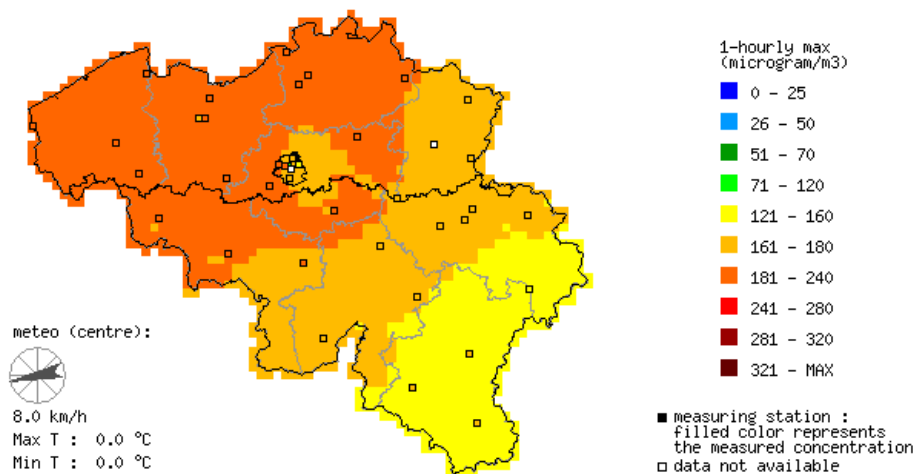 1-hourly max
(microgram/m3)
0 - 25
26 - 50
51 - 70
71 - 120
121 - 160
161 - 180
181 - 240
241 - 280
281 - 320
321 - MAX
meteo (centre):
8.0 km/h
Max T : 0.0 °C
Min T : 0.0 °C
measuring station :
filled color represents
the measured concentration
data not available